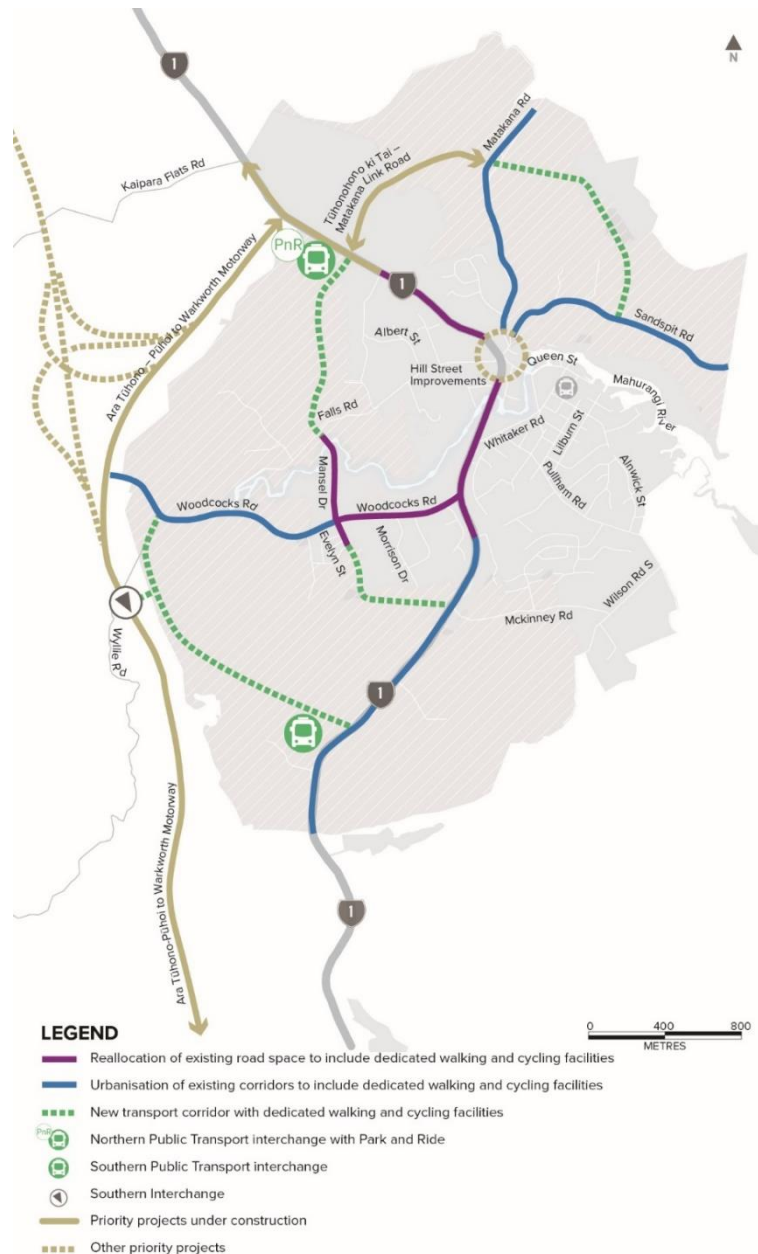 1
N
Matakana Rd
Kaipara Flats Rd
Tūhonohono ki Tai –
Matakana Link Road
PnR
Ara Tūhono – Pūhoi to Warkworth Motorway
1
Albert St
Sandspit Rd
Hill Street
Improvements
Queen St
Mahurangi
River
Falls Rd
Whitaker Rd
Lilburn St
Alnwick St
Pullham Rd
Mansel Dr
Woodcocks Rd
Woodcocks Rd
Evelyn St
Morrison Dr
Wilson Rd S
Mckinney Rd
Wyllie Rd
1
Ara Tūhono-Pūhoi to Warkworth Motorway
1
LEGEND
0 400 800
METRES
Reallocation of existing road space to include dedicated walking and cycling facilities
Urbanisation of existing corridors to include dedicated walking and cycling facilities
New transport corridor with dedicated walking and cycling facilities
PnR
Northern Public Transport interchange with Park and Ride
Southern Public Transport interchange
Southern Interchange
Priority projects under construction
Other priority projects